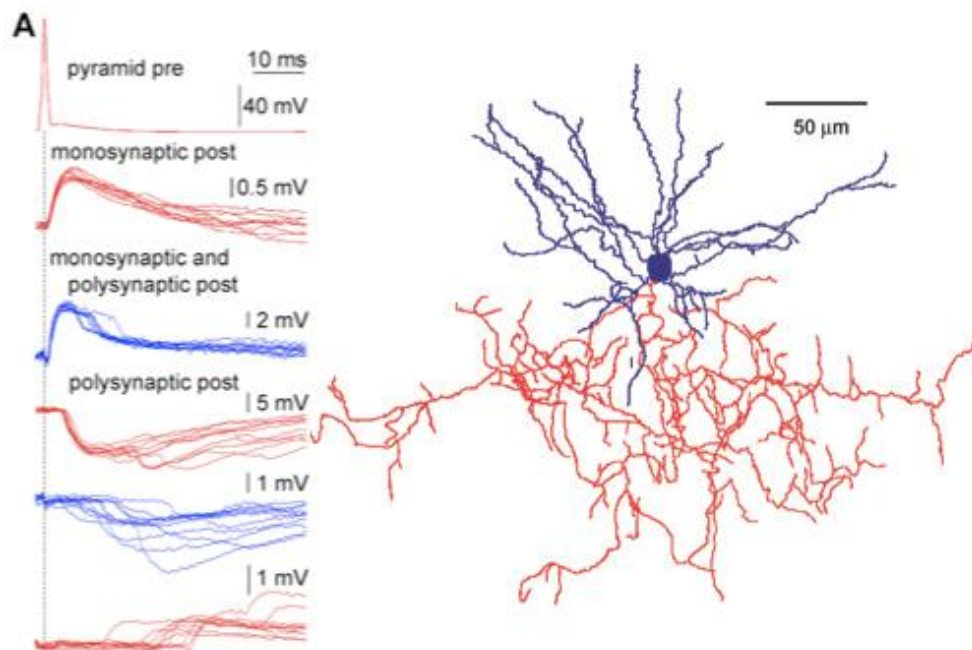 A
pyramid pre
10 ms
40 mV
monosynaptic post
0.5 mV
monosynaptic and
polysynaptic post
2 mV
polysynaptic post
5 mV
1 mV
1 mV
50 μm